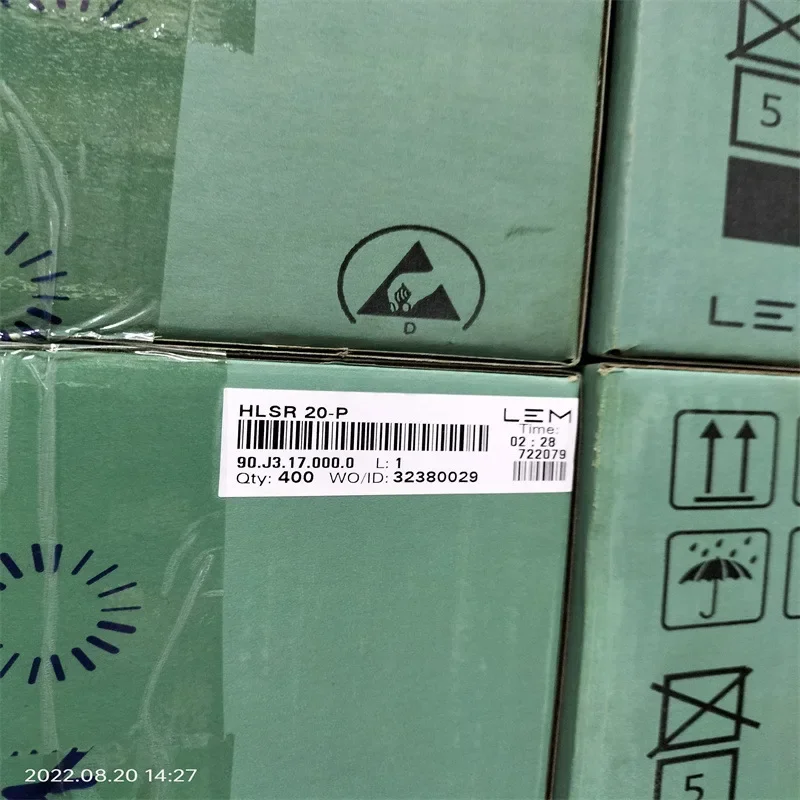 5
LE
D
HLSR 20-P
LEM
Time:
02 : 28
722079
90.J3.17.000.0 L: 1
Qty: 400 WO/ID: 32380029
5
2022.08.20 14:27